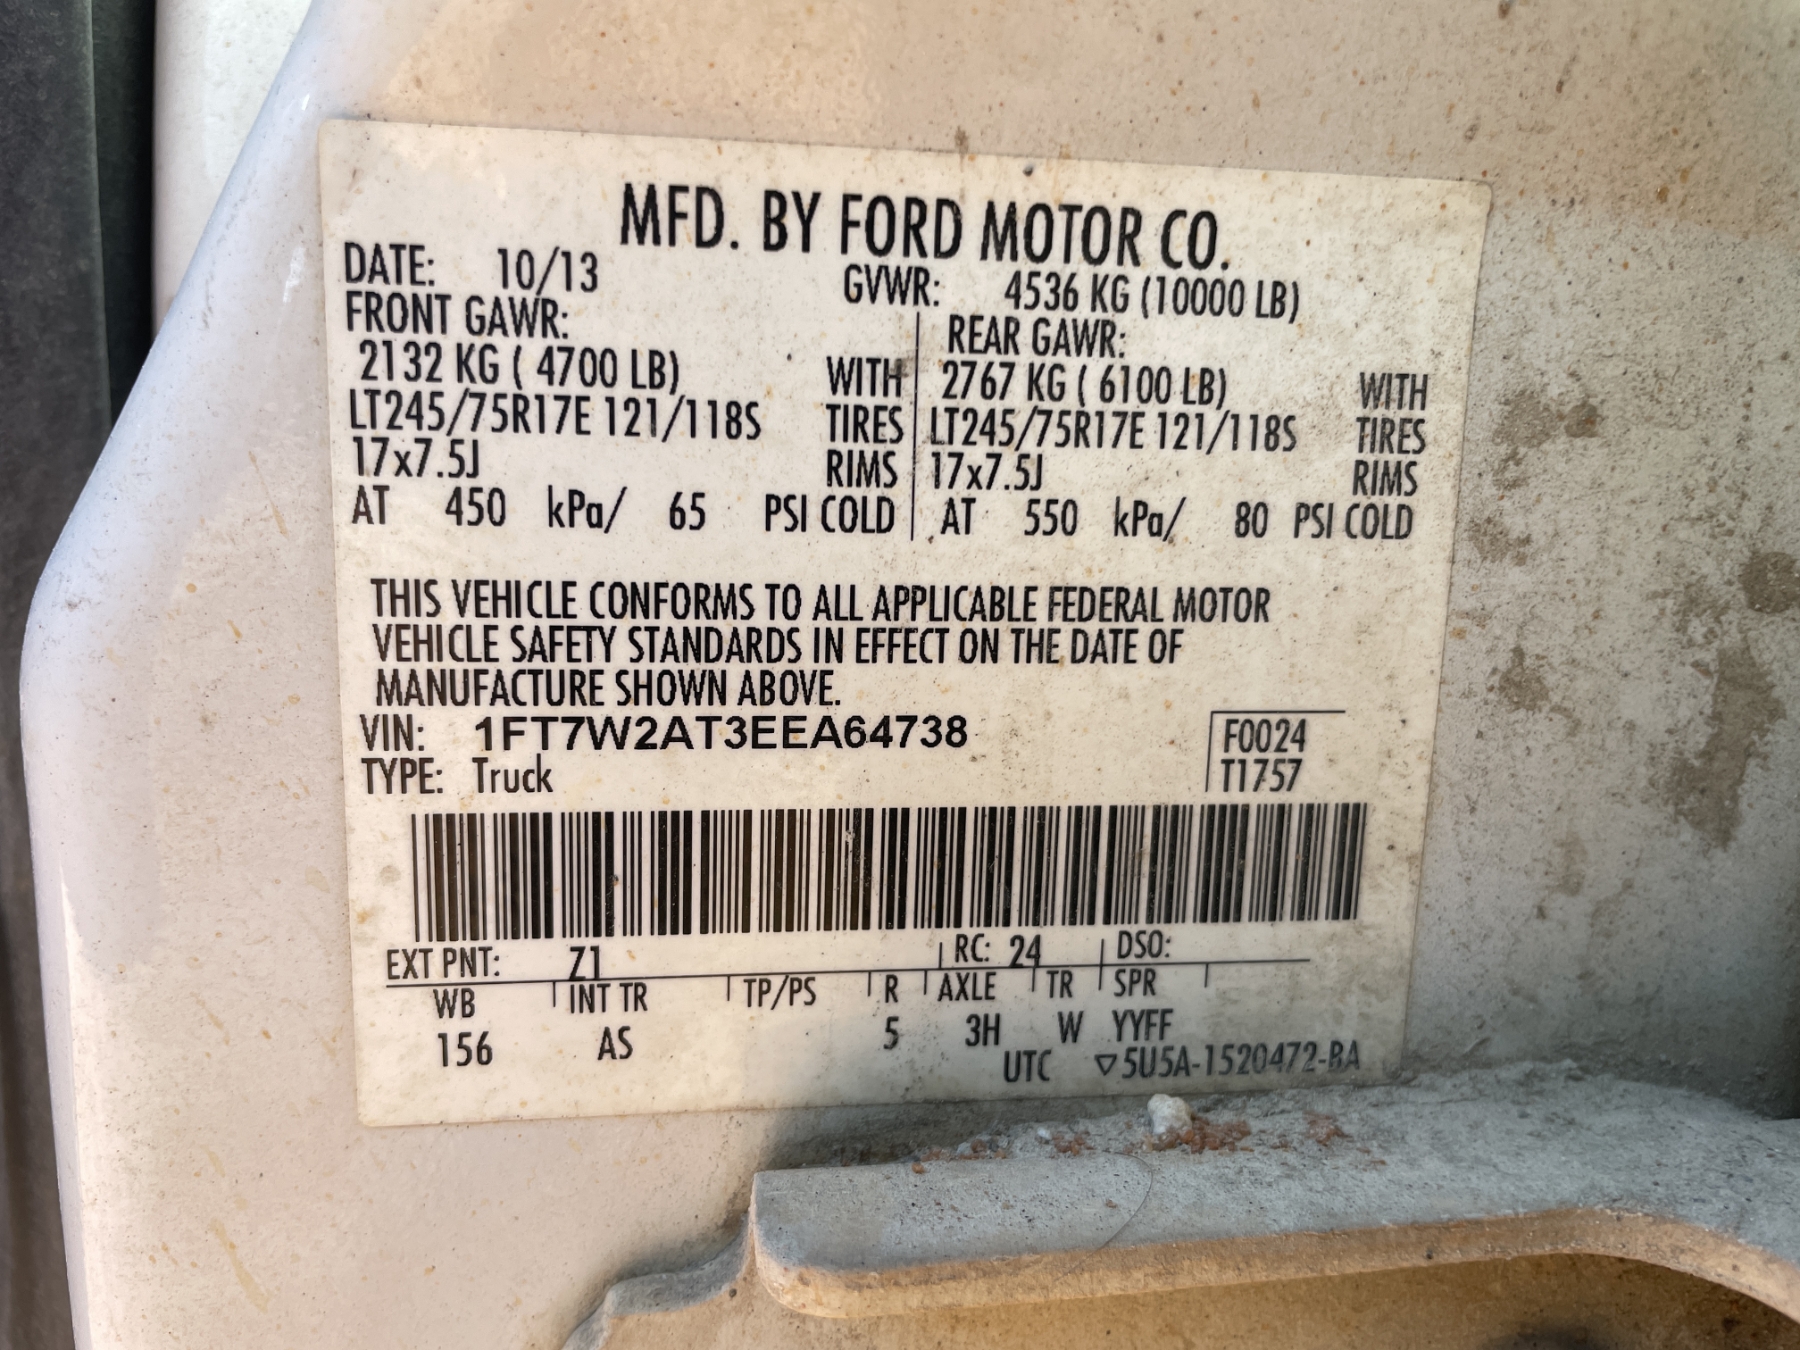 MFD. BY FORD MOTOR CO.
DATE: 10/13 GVWR: 4536 KG (10000 LB)
FRONT GAWR: REAR GAWR:
2132 KG ( 4700 LB) WITH 2767 KG ( 6100 LB) WITH
LT245/75R17E 121/118S TIRES LT245/75R17E 121/118S TIRES
17x7.5J RIMS 17x7.5J RIMS
AT 450 kPa/ 65 PSI COLD AT 550 kPa/ 80 PSI COLD
THIS VEHICLE CONFORMS TO ALL APPLICABLE FEDERAL MOTOR
VEHICLE SAFETY STANDARDS IN EFFECT ON THE DATE OF
MANUFACTURE SHOWN ABOVE.
VIN: 1FT7W2AT3EEA64738 F0024
TYPE: Truck T1757
EXT PNT: Z1 RC: 24 DSO:
WB INT TR TP/PS R AXLE TR SPR
156 AS 5 3H W YYFF
UTC ▽5U5A-1520472-BA